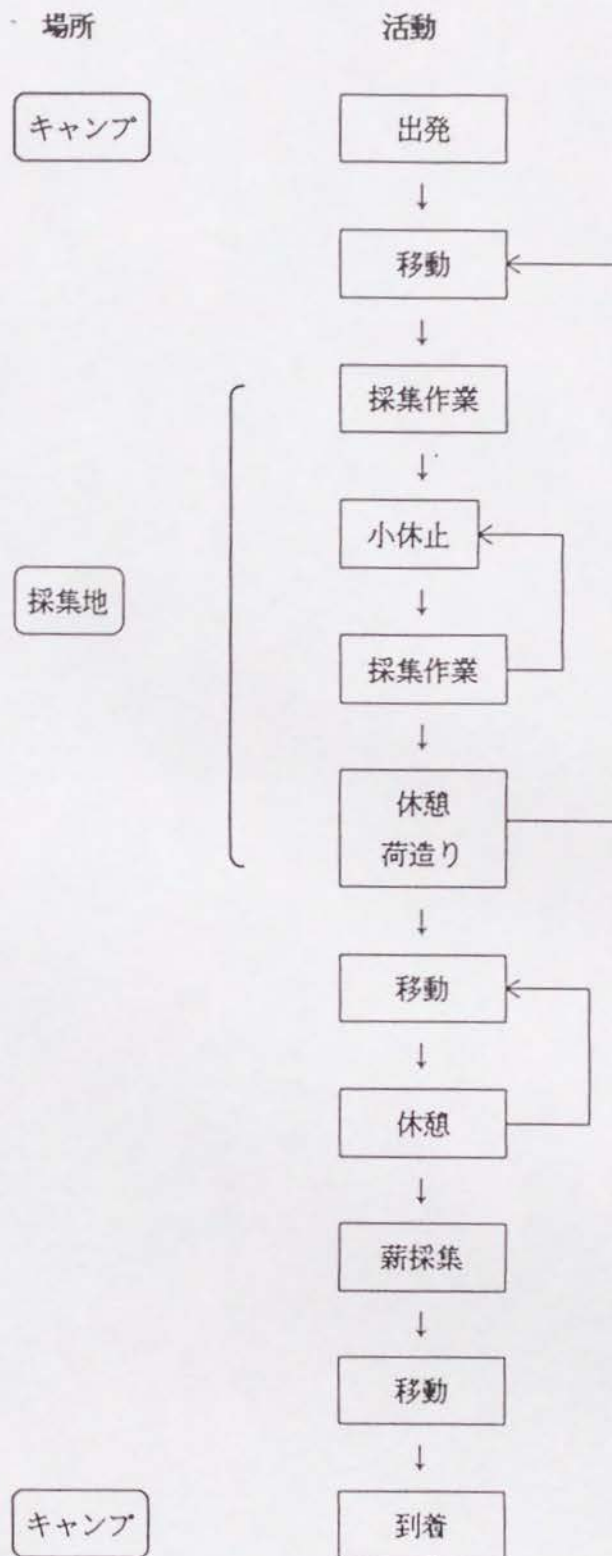 場所 活動
キャンプ 出発
↓
移動
↓
採集作業
↓
小休止
↓
採集地
採集作業
↓
休憩
荷造り
↓
移動
↓
休憩
↓
薪採集
↓
移動
↓
キャンプ 到着